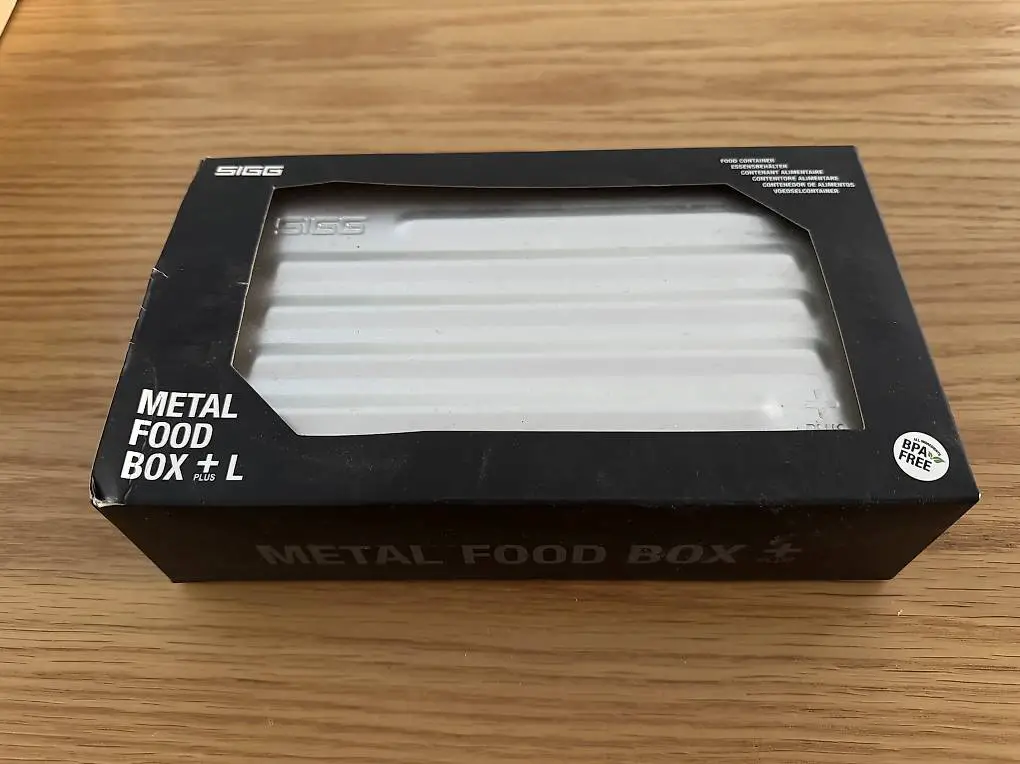 SIGG
FOOD CONTAINER
ESSENSBEHÄLTER
CONTENANT ALIMENTAIRE
CONTENITORE ALIMENTARE
CONTENEDOR DE ALIMENTOS
VOEDSELCONTAINER
SIGG
PLUS
METAL
FOOD
BOX + L
PLUS
BPA
FREE
METAL FOOD BOX +